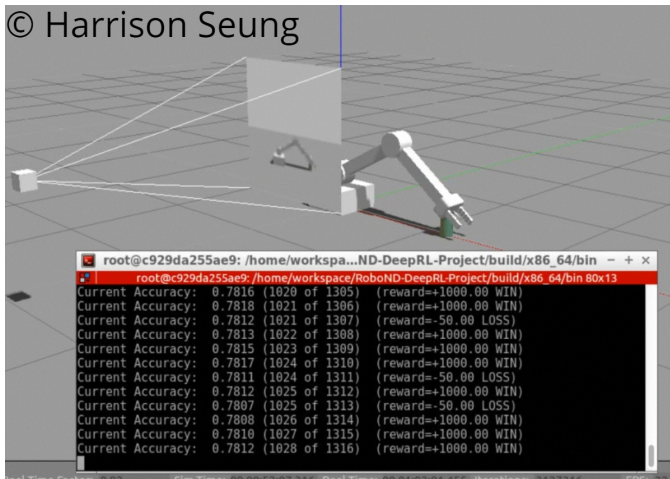 © Harrison Seung
root@c929da255ae9: /home/workspa...ND-DeepRL-Project/build/x86_64/bin
root@c929da255ae9: /home/workspace/RoboND-DeepRL-Project/build/x86_64/bin 80x13
Current Accuracy:  0.7816 (1020 of 1305)  (reward=+1000.00 WIN)
Current Accuracy:  0.7818 (1021 of 1306)  (reward=+1000.00 WIN)
Current Accuracy:  0.7812 (1021 of 1307)  (reward=-50.00 LOSS)
Current Accuracy:  0.7813 (1022 of 1308)  (reward=+1000.00 WIN)
Current Accuracy:  0.7815 (1023 of 1309)  (reward=+1000.00 WIN)
Current Accuracy:  0.7817 (1024 of 1310)  (reward=+1000.00 WIN)
Current Accuracy:  0.7811 (1024 of 1311)  (reward=-50.00 LOSS)
Current Accuracy:  0.7812 (1025 of 1312)  (reward=+1000.00 WIN)
Current Accuracy:  0.7807 (1025 of 1313)  (reward=-50.00 LOSS)
Current Accuracy:  0.7808 (1026 of 1314)  (reward=+1000.00 WIN)
Current Accuracy:  0.7810 (1027 of 1315)  (reward=+1000.00 WIN)
Current Accuracy:  0.7812 (1028 of 1316)  (reward=+1000.00 WIN)